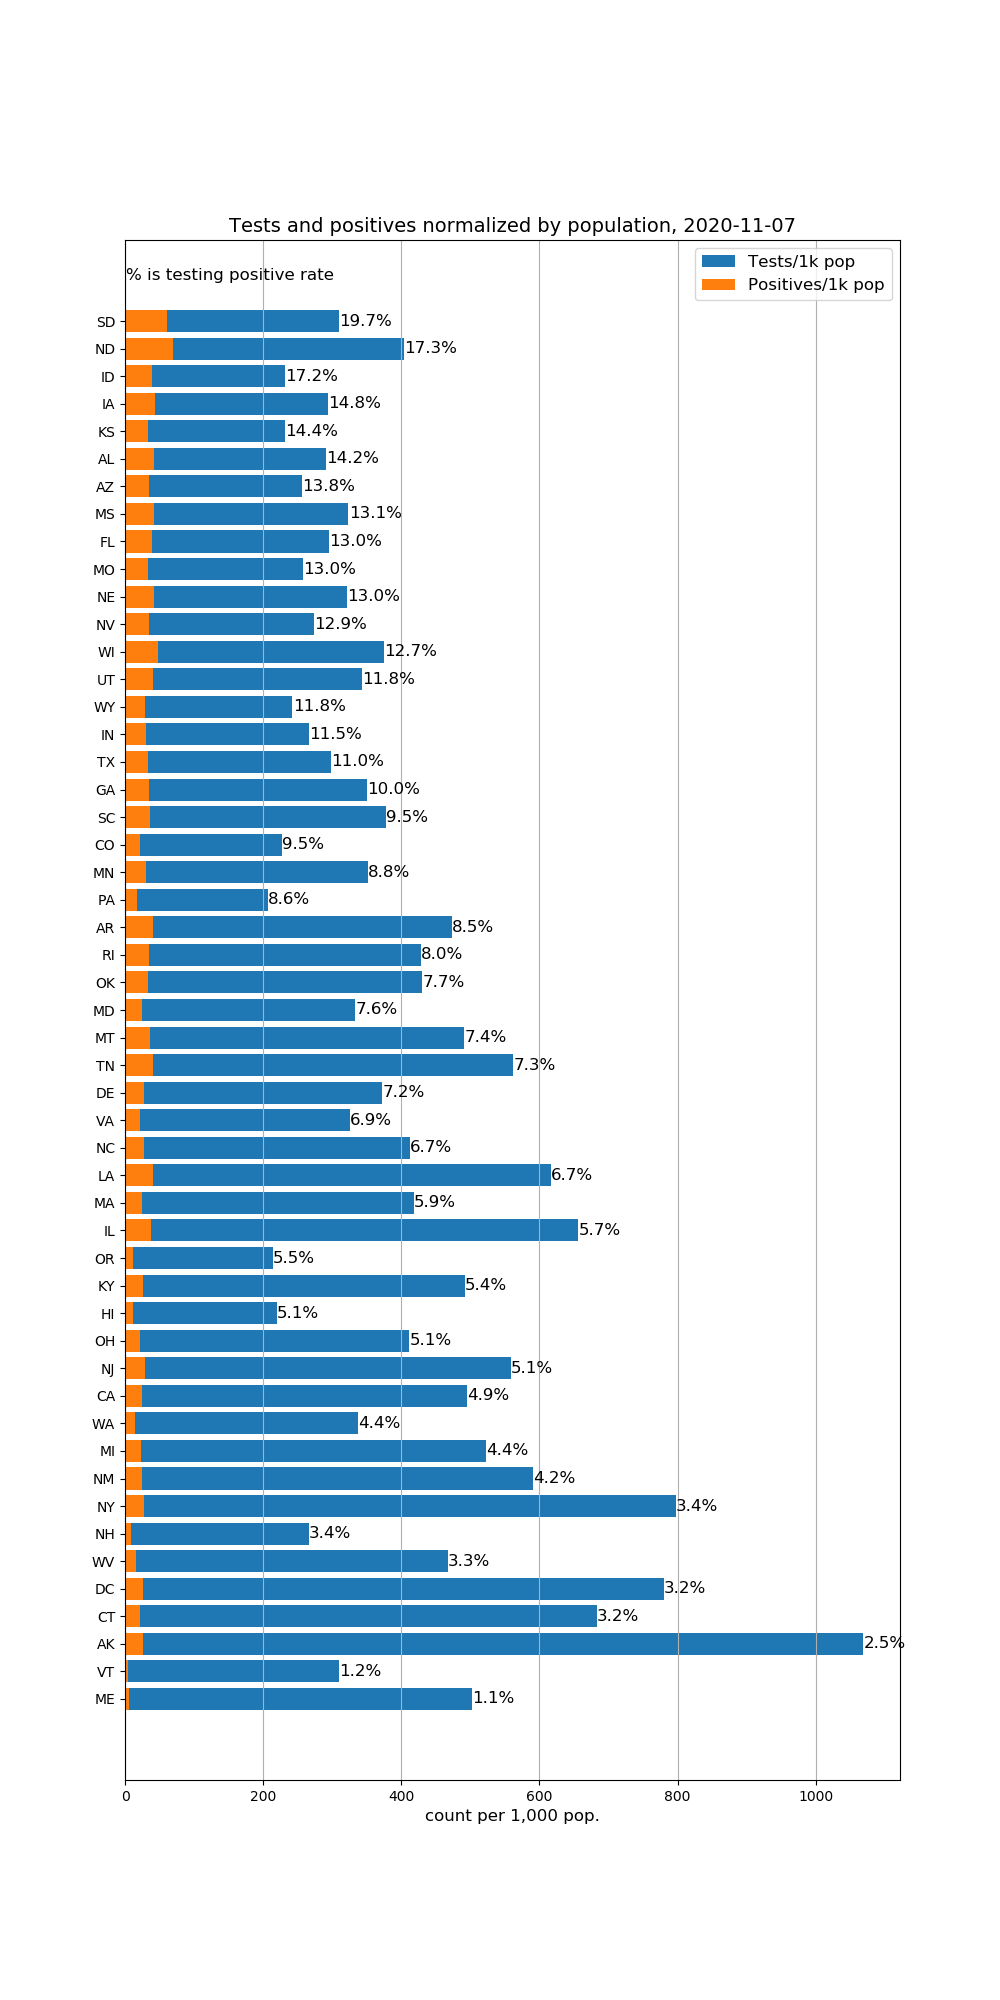 Tests and positives normalized by population, 2020-11-07
% is testing positive rate
Tests/1k pop
Positives/1k pop
SD 19.7%
ND 17.3%
ID 17.2%
IA 14.8%
KS 14.4%
AL 14.2%
AZ 13.8%
MS 13.1%
FL 13.0%
MO 13.0%
NE 13.0%
NV 12.9%
WI 12.7%
UT 11.8%
WY 11.8%
IN 11.5%
TX 11.0%
GA 10.0%
SC 9.5%
CO 9.5%
MN 8.8%
PA 8.6%
AR 8.5%
RI 8.0%
OK 7.7%
MD 7.6%
MT 7.4%
TN 7.3%
DE 7.2%
VA 6.9%
NC 6.7%
LA 6.7%
MA 5.9%
IL 5.7%
OR 5.5%
KY 5.4%
HI 5.1%
OH 5.1%
NJ 5.1%
CA 4.9%
WA 4.4%
MI 4.4%
NM 4.2%
NY 3.4%
NH 3.4%
WV 3.3%
DC 3.2%
CT 3.2%
AK 2.5%
VT 1.2%
ME 1.1%
0 200 400 600 800 1000
count per 1,000 pop.